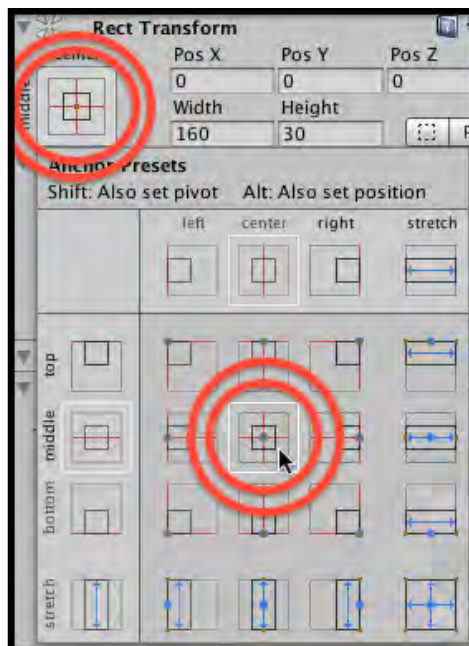 Rect Transform
center
Pos X Pos Y Pos Z
middle
0 0 0
Width Height
160 30
Anchor Presets
Shift: Also set pivot Alt: Also set position
left center right stretch
top
middle
bottom
stretch